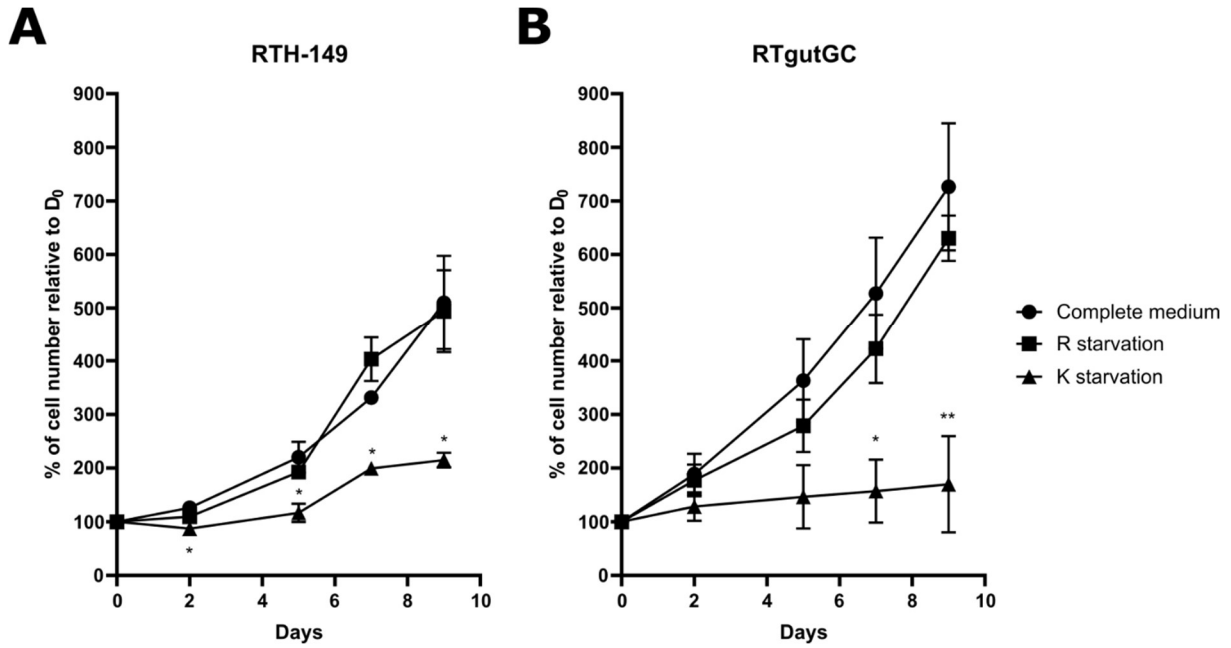 A
RTH-149
% of cell number relative to D0
900
800
700
600
500
400
300
200
100
0
*
*
*
*
0 2 4 6 8 10
Days
B
RTgutGC
% of cell number relative to D0
900
800
700
600
500
400
300
200
100
0
*
**
0 2 4 6 8 10
Days
Complete medium
R starvation
K starvation